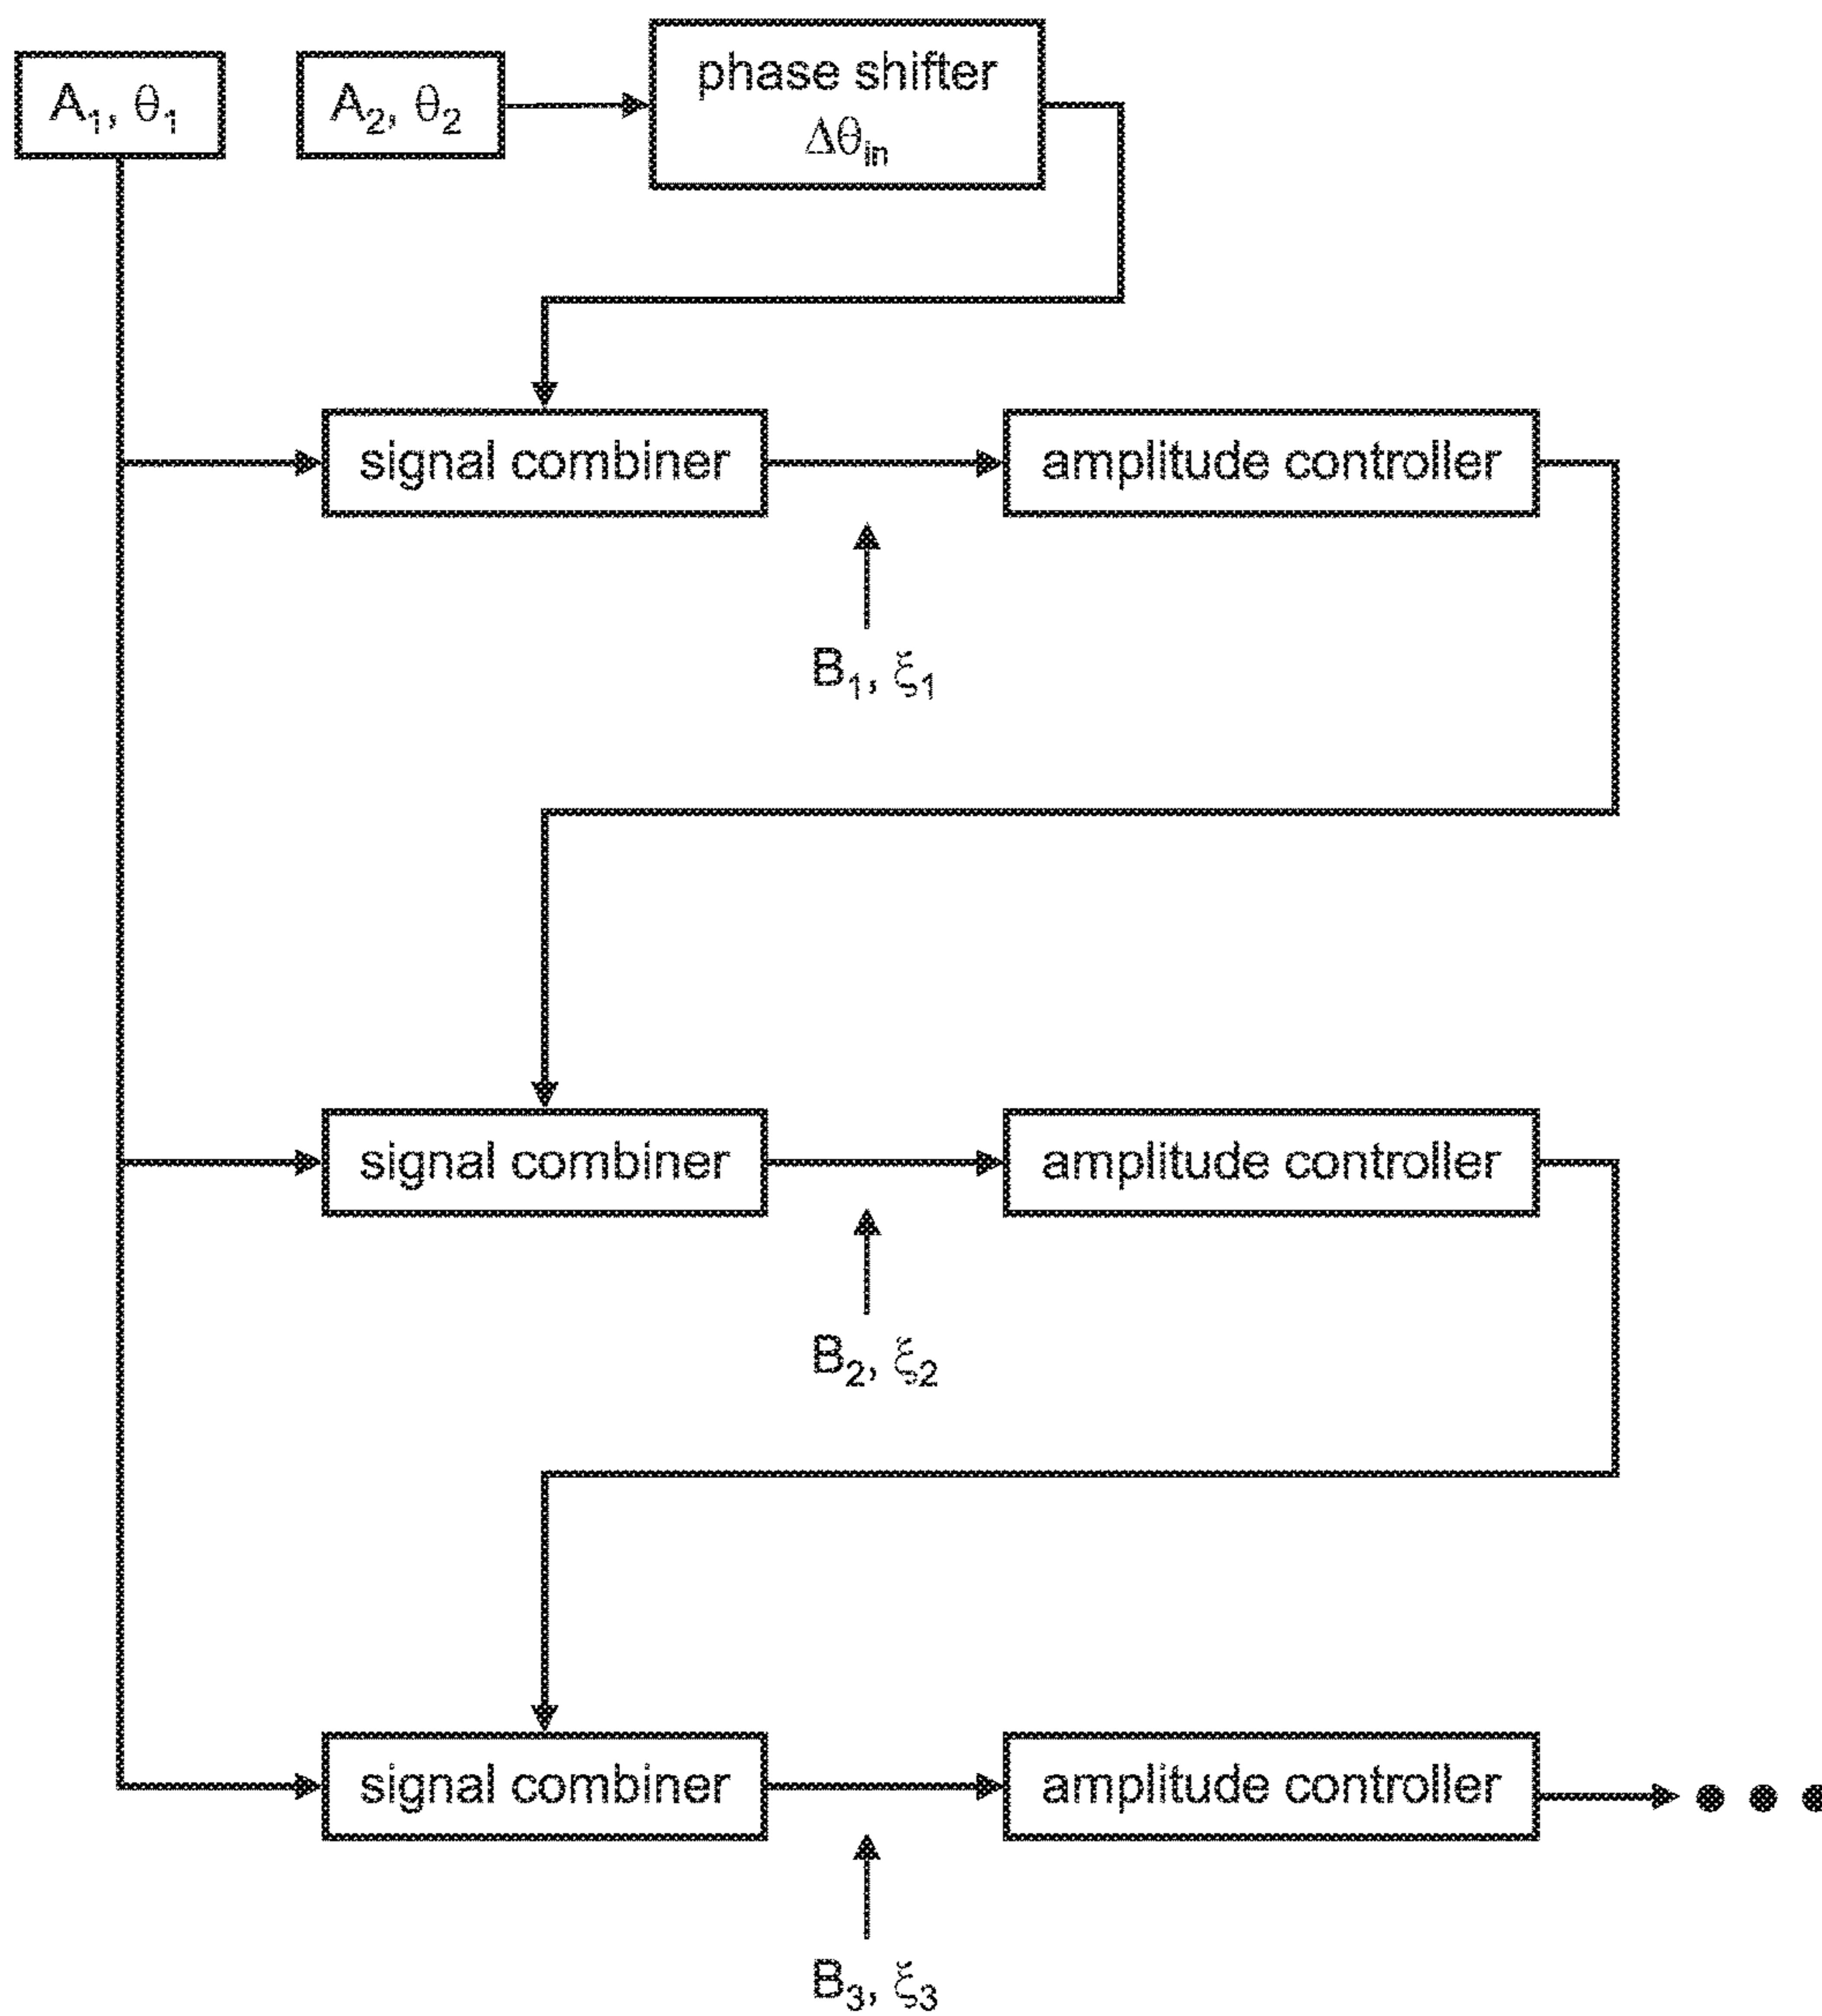 A₁, θ₁
A₂, θ₂
phase shifter
Δθᵢₙ
signal combiner
amplitude controller
B₁, ξ₁
signal combiner
amplitude controller
B₂, ξ₂
signal combiner
amplitude controller
B₃, ξ₃